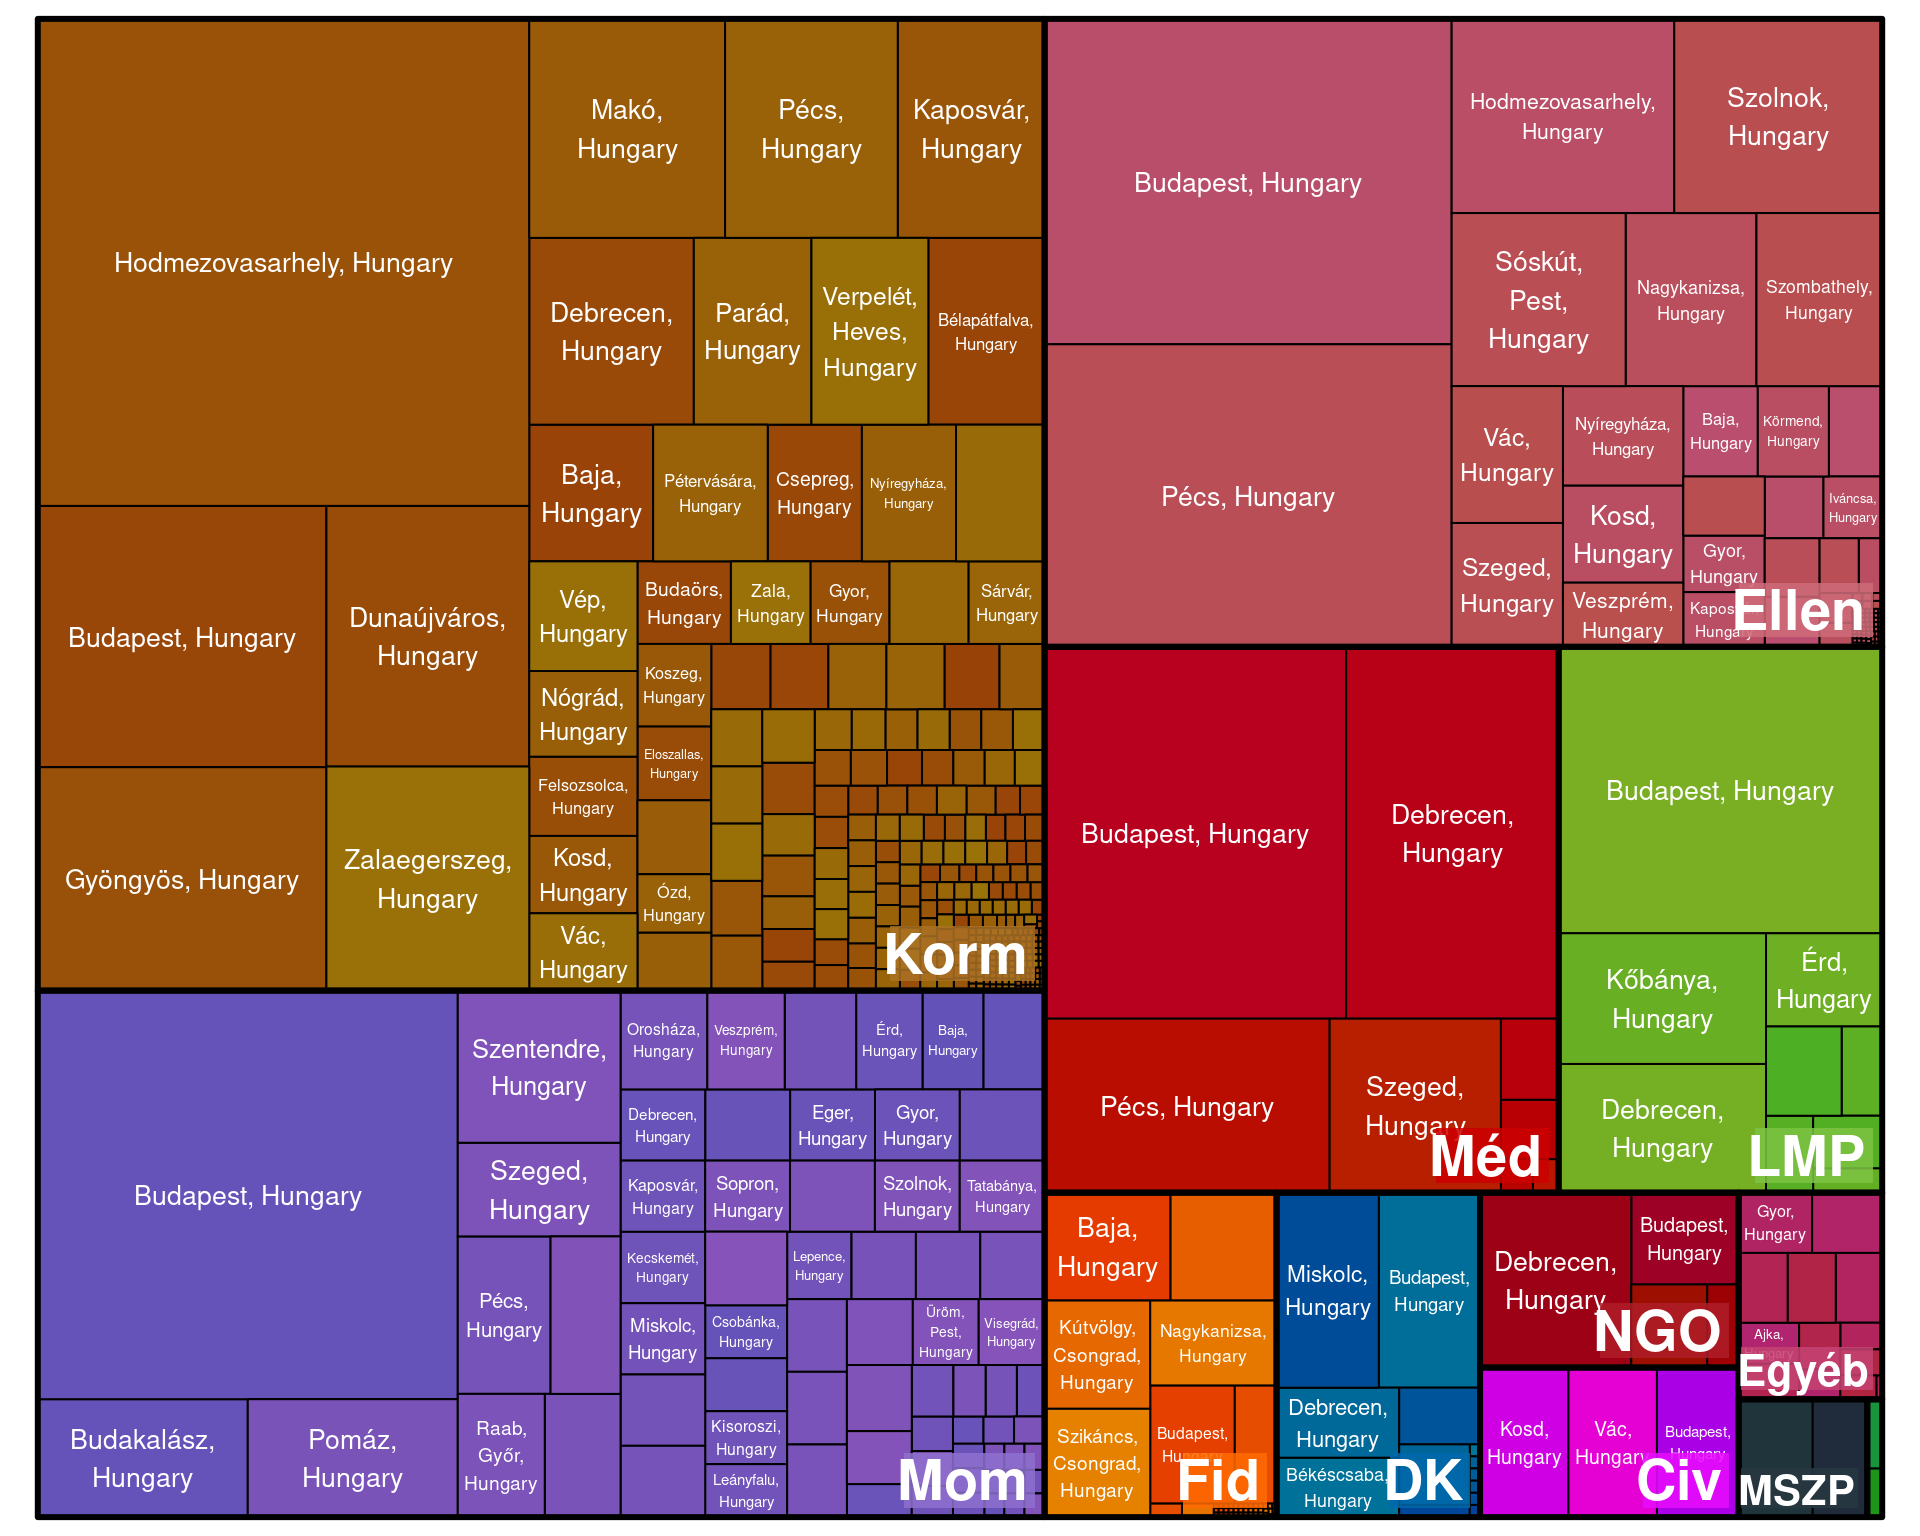 Hodmezovasarhely, Hungary
Makó,
Hungary
Pécs,
Hungary
Kaposvár,
Hungary
Debrecen,
Hungary
Parád,
Hungary
Verpelét,
Heves,
Hungary
Bélapátfalva,
Hungary
Baja,
Hungary
Pétervására,
Hungary
Csepreg,
Hungary
Nyíregyháza,
Hungary
Budapest, Hungary
Dunaújváros,
Hungary
Gyöngyös, Hungary
Zalaegerszeg,
Hungary
Vép,
Hungary
Budaörs,
Hungary
Zala,
Hungary
Gyor,
Hungary
Sárvár,
Hungary
Nógrád,
Hungary
Koszeg,
Hungary
Felsozsolca,
Hungary
Eloszallas,
Hungary
Kosd,
Hungary
Ózd,
Hungary
Vác,
Hungary
Korm
Budapest, Hungary
Hodmezovasarhely,
Hungary
Szolnok,
Hungary
Pécs, Hungary
Sóskút,
Pest,
Hungary
Nagykanizsa,
Hungary
Szombathely,
Hungary
Vác,
Hungary
Nyíregyháza,
Hungary
Baja,
Hungary
Körmend,
Hungary
Kosd,
Hungary
Iváncsa,
Hungary
Szeged,
Hungary
Gyor,
Hungary
Veszprém,
Hungary
Kaposvár,
Hungary
Ellen
Budapest, Hungary
Budakalász,
Hungary
Pomáz,
Hungary
Szentendre,
Hungary
Szeged,
Hungary
Pécs,
Hungary
Raab,
Győr,
Hungary
Orosháza,
Hungary
Veszprém,
Hungary
Érd,
Hungary
Baja,
Hungary
Debrecen,
Hungary
Eger,
Hungary
Gyor,
Hungary
Kaposvár,
Hungary
Sopron,
Hungary
Szolnok,
Hungary
Tatabánya,
Hungary
Kecskemét,
Hungary
Lepence,
Hungary
Miskolc,
Hungary
Csobánka,
Hungary
Üröm,
Pest,
Hungary
Visegrád,
Hungary
Kisoroszi,
Hungary
Leányfalu,
Hungary
Mom
Budapest, Hungary
Debrecen,
Hungary
Pécs, Hungary
Szeged,
Hungary
Méd
Budapest, Hungary
Kőbánya,
Hungary
Érd,
Hungary
Debrecen,
Hungary
LMP
Baja,
Hungary
Kútvölgy,
Csongrad,
Hungary
Nagykanizsa,
Hungary
Szikáncs,
Csongrad,
Hungary
Budapest,
Hungary
Fid
Miskolc,
Hungary
Budapest,
Hungary
Debrecen,
Hungary
Békéscsaba,
Hungary
DK
Debrecen,
Hungary
Budapest,
Hungary
NGO
Kosd,
Hungary
Vác,
Hungary
Budapest,
Hungary
Civ
Gyor,
Hungary
Ajka,
Hungary
Egyéb
MSZP